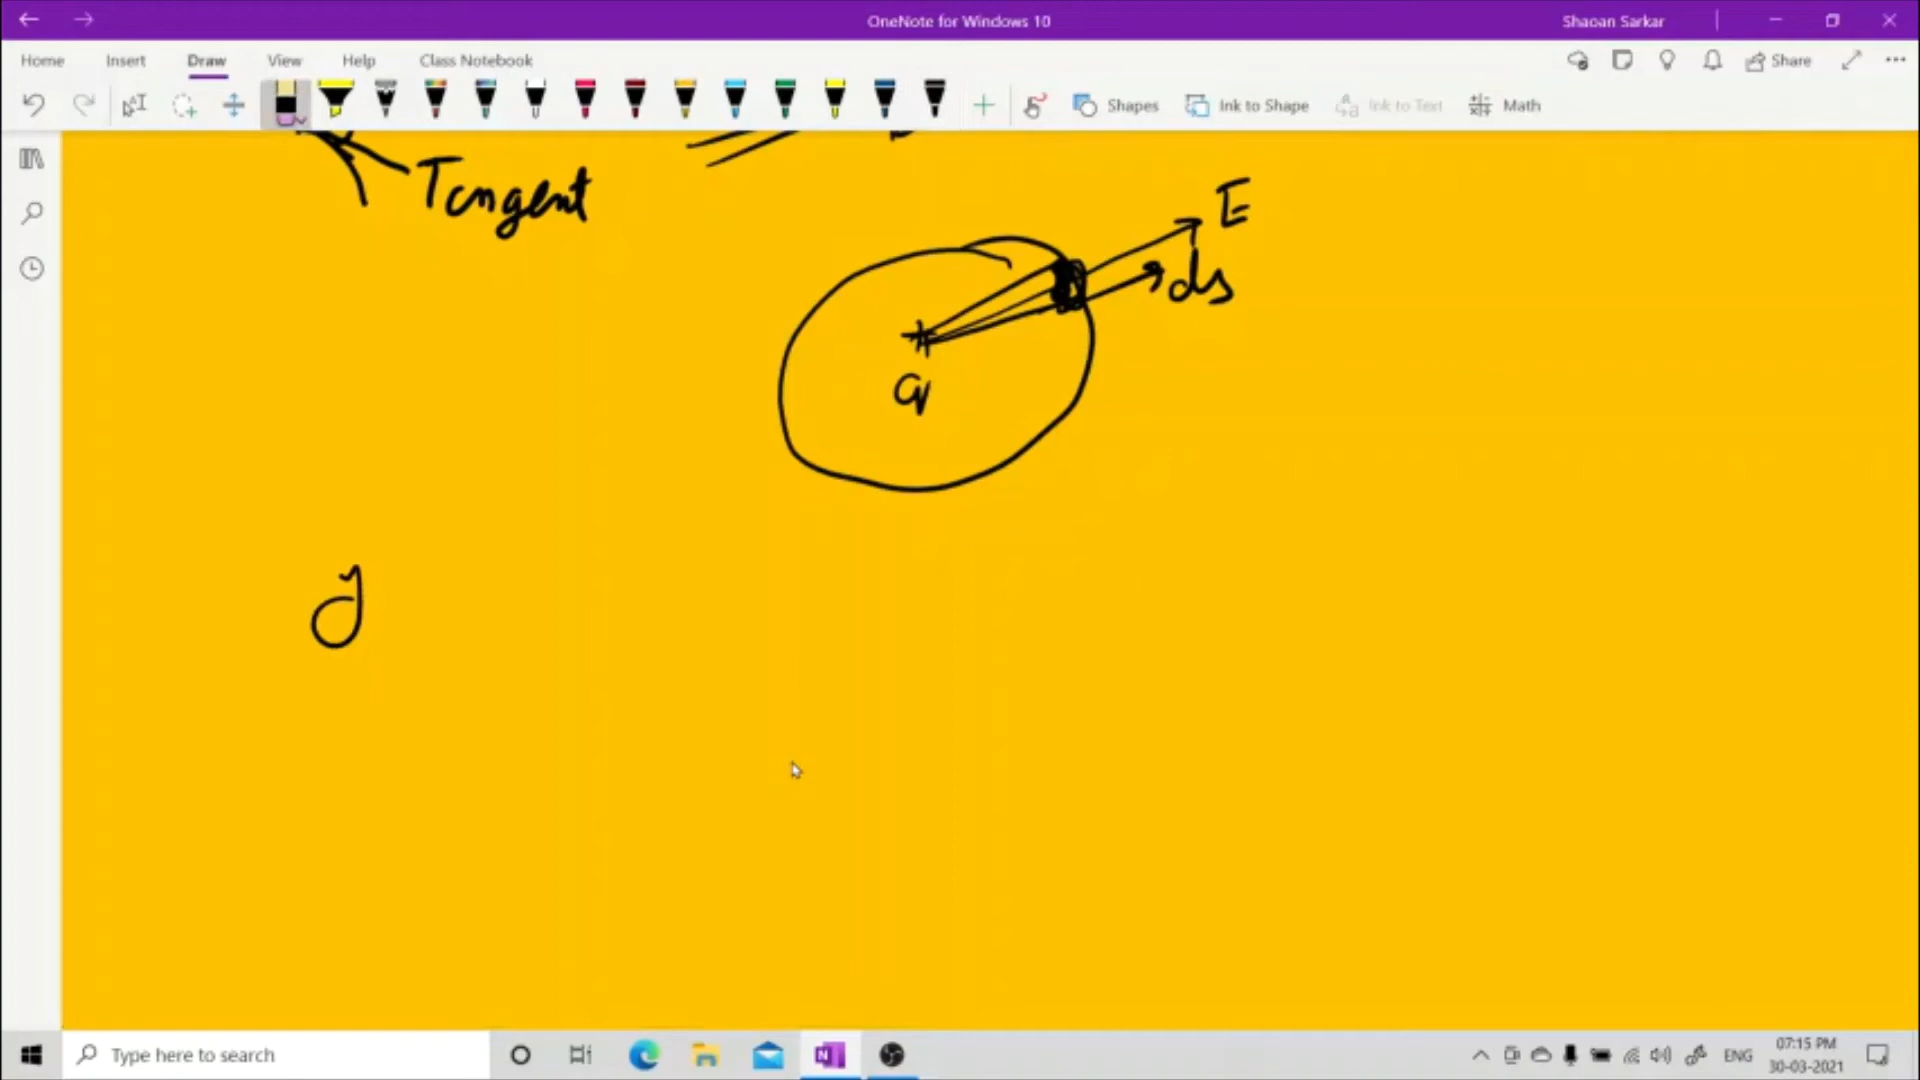 OneNote for Windows 10
Shaoan Sarkar
Home Insert Draw View Help Class Notebook
Share
Shapes Ink to Shape Ink to Text Math
Tangent
E
ds
q
Type here to search
ENG
07:15 PM
30-03-2021